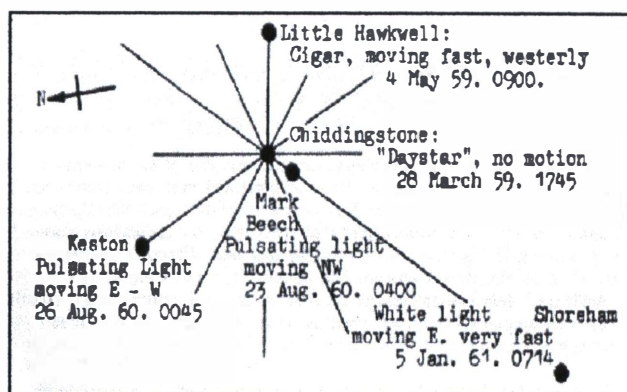 Little Hawkwell:
Cigar, moving fast, westerly
4 May 59. 0900.
N
Chiddingstone:
"Daystar", no motion
28 March 59. 1745
Mark
Beech
Pulsating light
moving NW
23 Aug. 60. 0400
Keston
Pulsating Light
moving E - W
26 Aug. 60. 0045
White light
moving E. very fast
5 Jan. 61. 0714
Shoreham